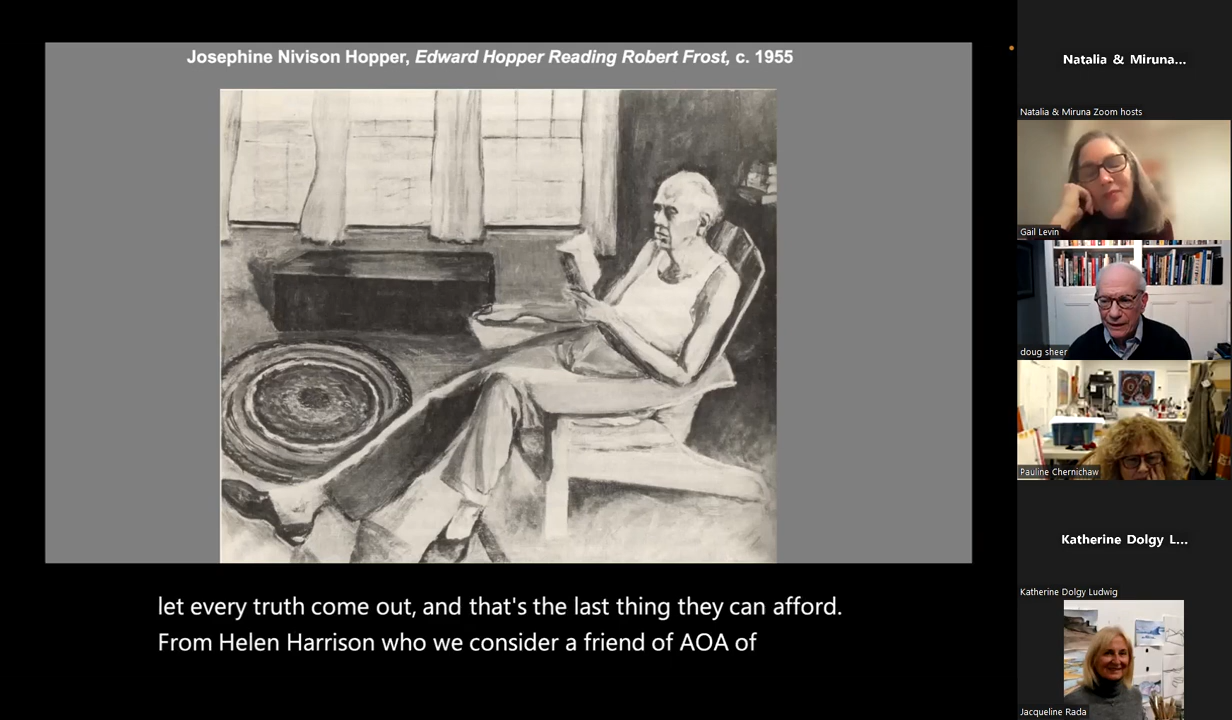 Josephine Nivison Hopper, Edward Hopper Reading Robert Frost, c. 1955
let every truth come out, and that's the last thing they can afford.
From Helen Harrison who we consider a friend of AOA of
Natalia & Miruna...
Natalia & Miruna Zoom hosts
Gail Levin
doug sheer
Pauline Chernichaw
Katherine Dolgy L...
Katherine Dolgy Ludwig
Jacqueline Rada